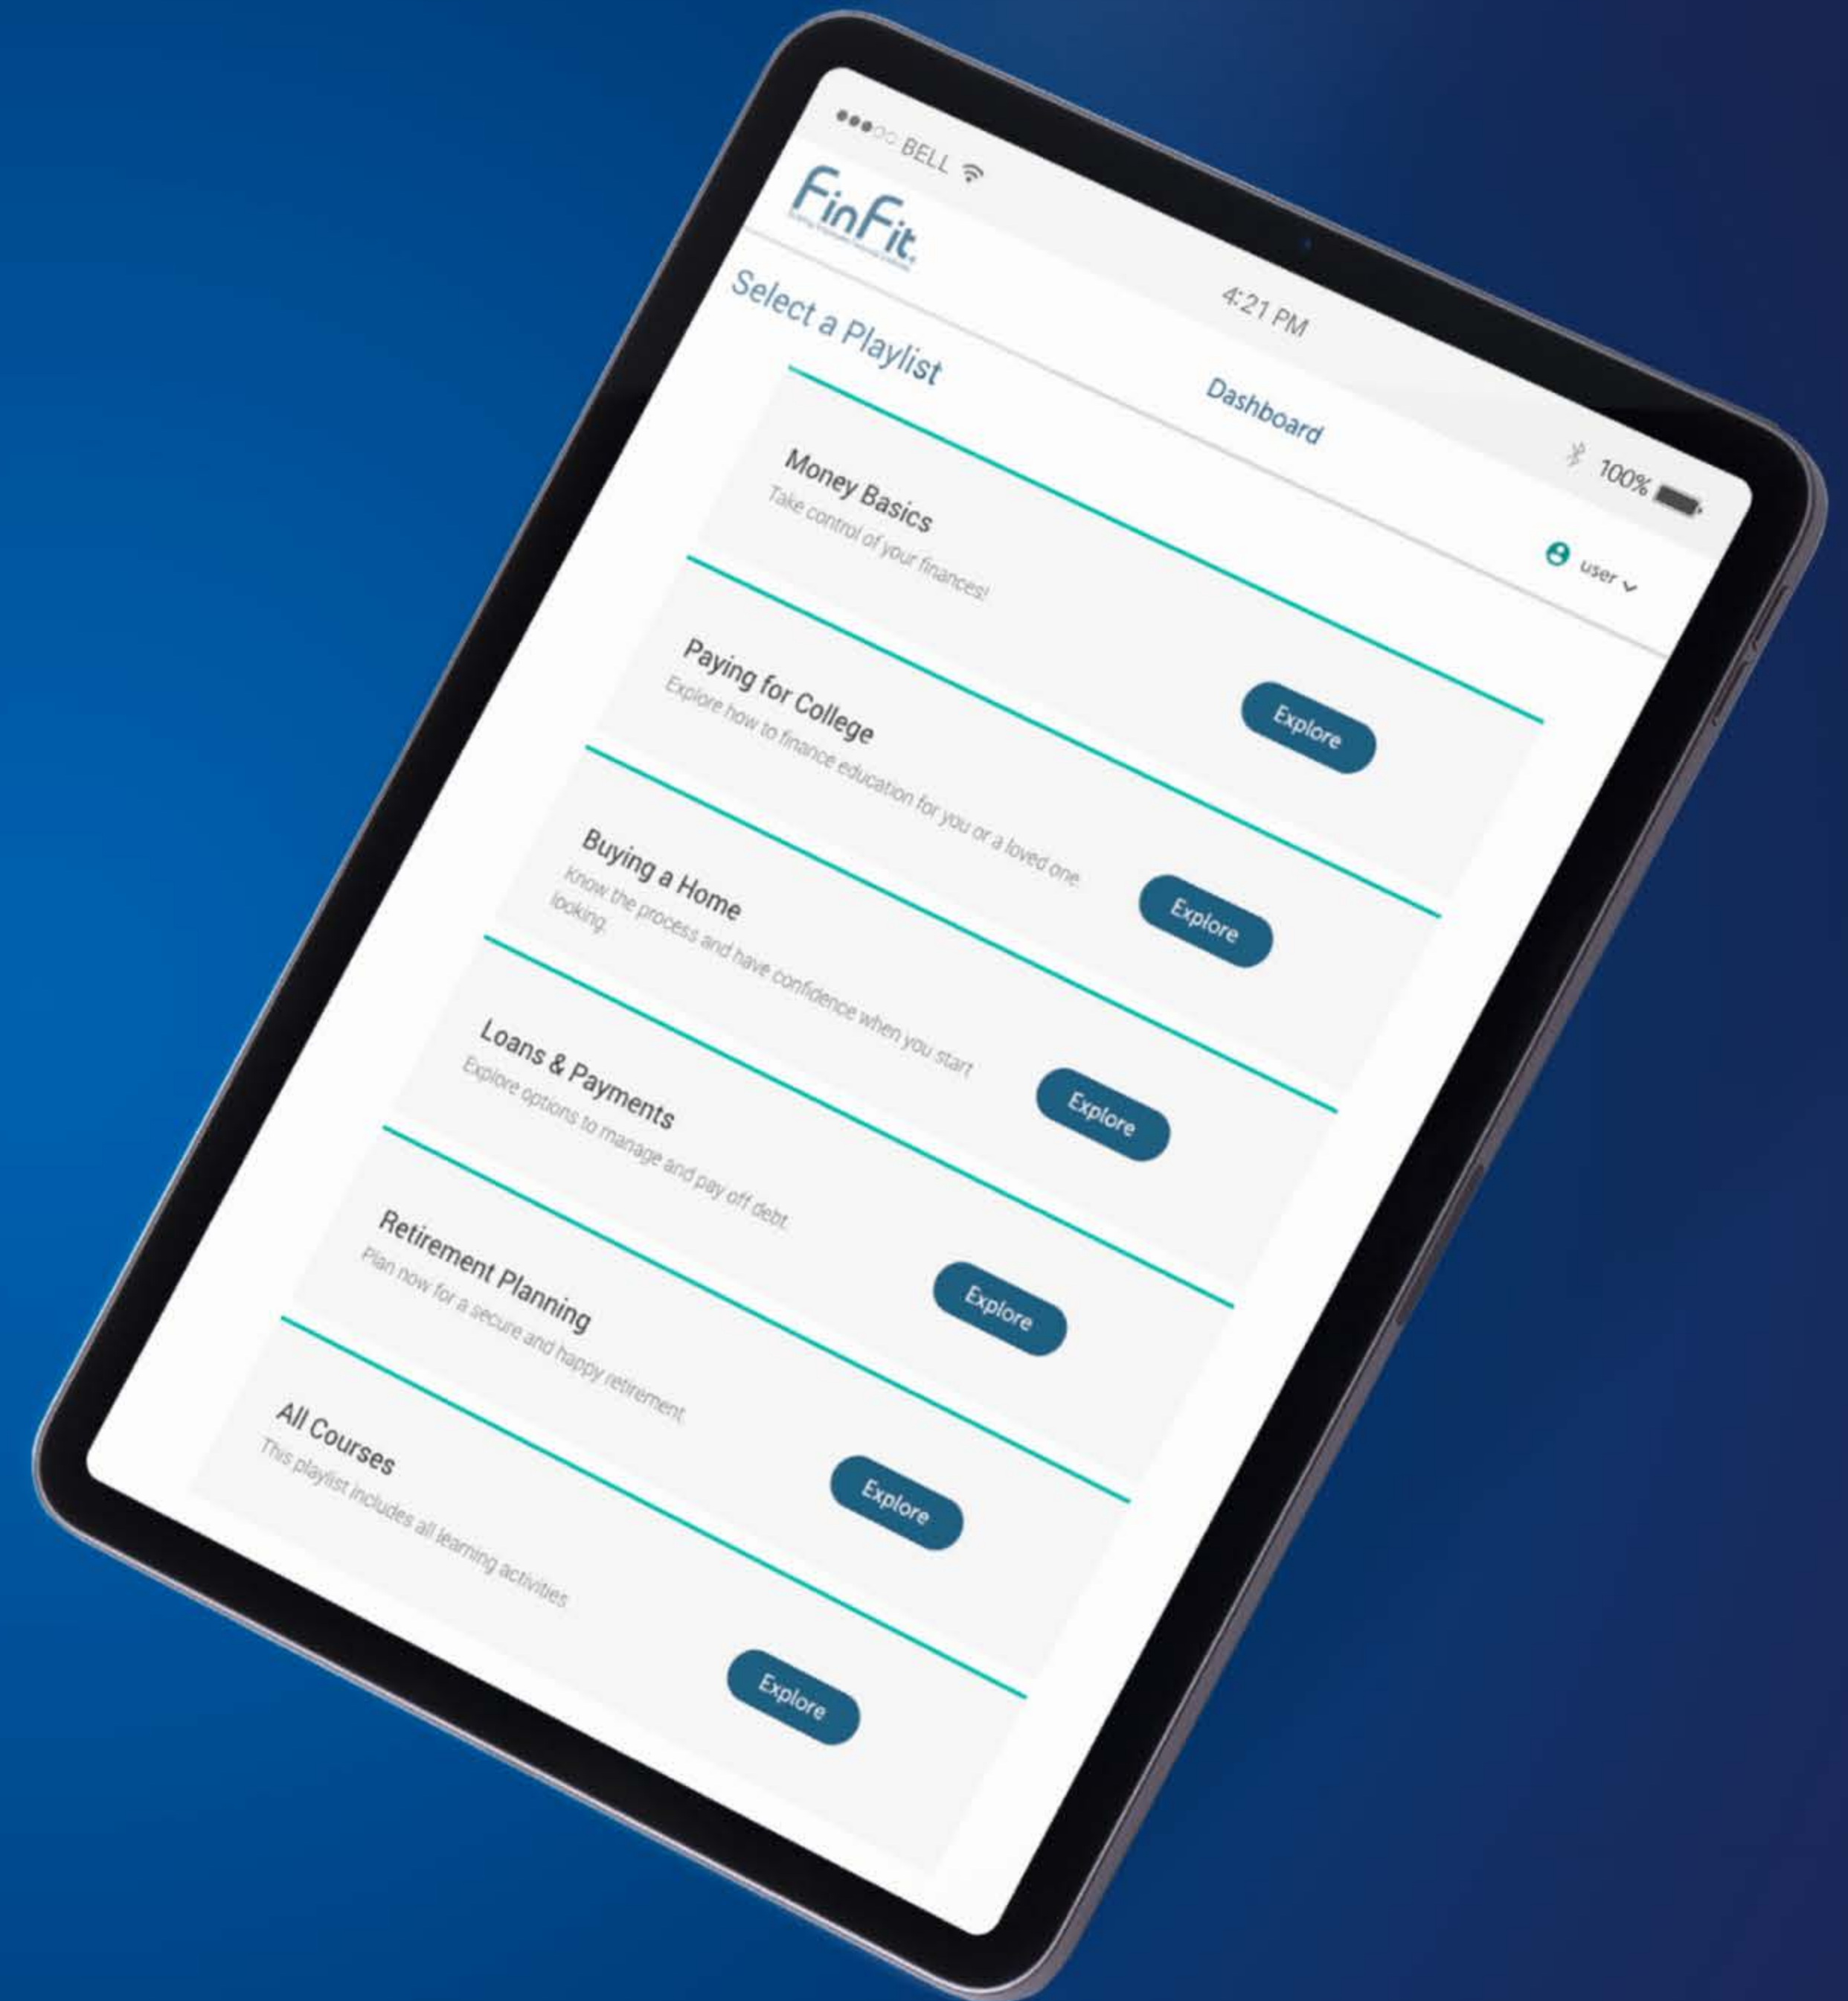 BELL
4:21 PM
100%
FinFit
Dashboard
user
Select a Playlist
Money Basics
Take control of your finances!
Explore
Paying for College
Explore how to finance education for you or a loved one.
Explore
Buying a Home
Know the process and have confidence when you start
looking.
Explore
Loans & Payments
Explore options to manage and pay off debt.
Explore
Retirement Planning
Plan now for a secure and happy retirement.
Explore
All Courses
This playlist includes all learning activities.
Explore